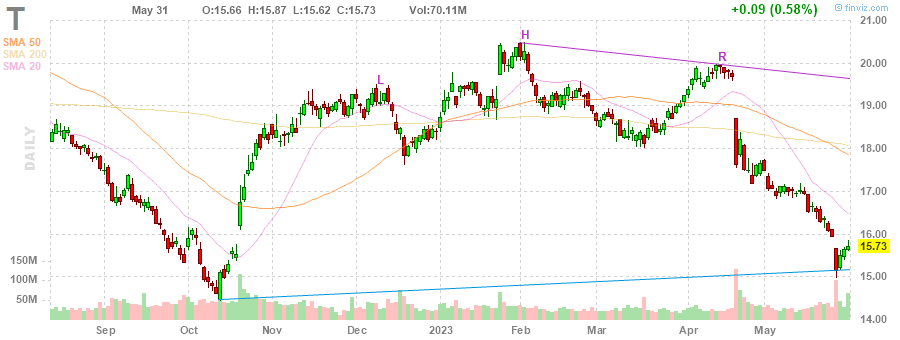 T May 31 O:15.66 H:15.87 L:15.62 C:15.73 Vol:70.11M +0.09 (0.58%) © finviz.com
SMA 50
SMA 200
SMA 20
DAILY
L
H
R
21.00
20.00
19.00
18.00
17.00
16.00
15.73
15.00
14.00
150M
100M
50M
Sep Oct Nov Dec 2023 Feb Mar Apr May